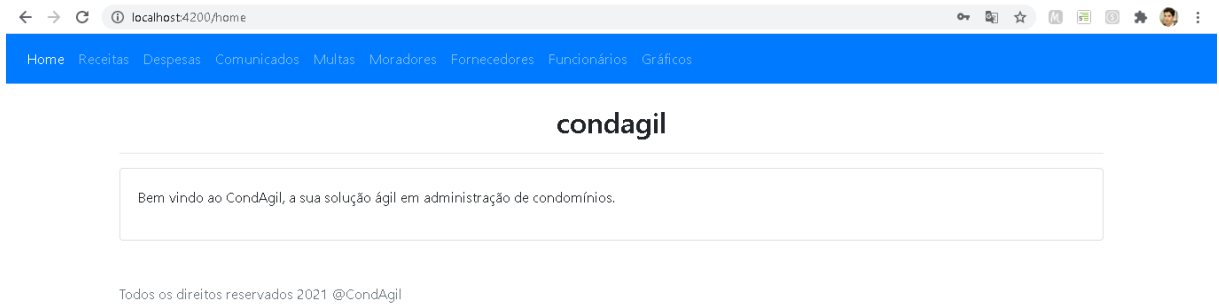 localhost:4200/home
Home Receitas Despesas Comunicados Multas Moradores Fornecedores Funcionários Gráficos
condagil
Bem vindo ao CondAgil, a sua solução ágil em administração de condomínios.
Todos os direitos reservados 2021 @CondAgil